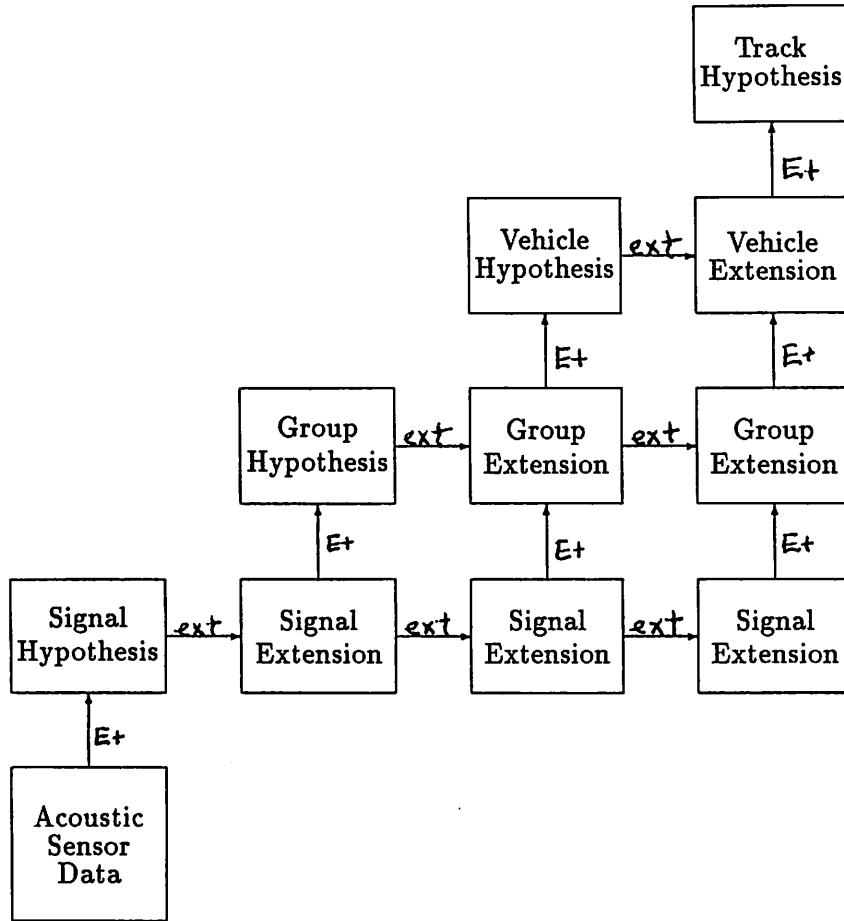 Track
Hypothesis
E+
Vehicle
Hypothesis
ext
Vehicle
Extension
E+
E+
Group
Hypothesis
ext
Group
Extension
ext
Group
Extension
E+
E+
E+
Signal
Hypothesis
ext
Signal
Extension
ext
Signal
Extension
ext
Signal
Extension
E+
Acoustic
Sensor
Data